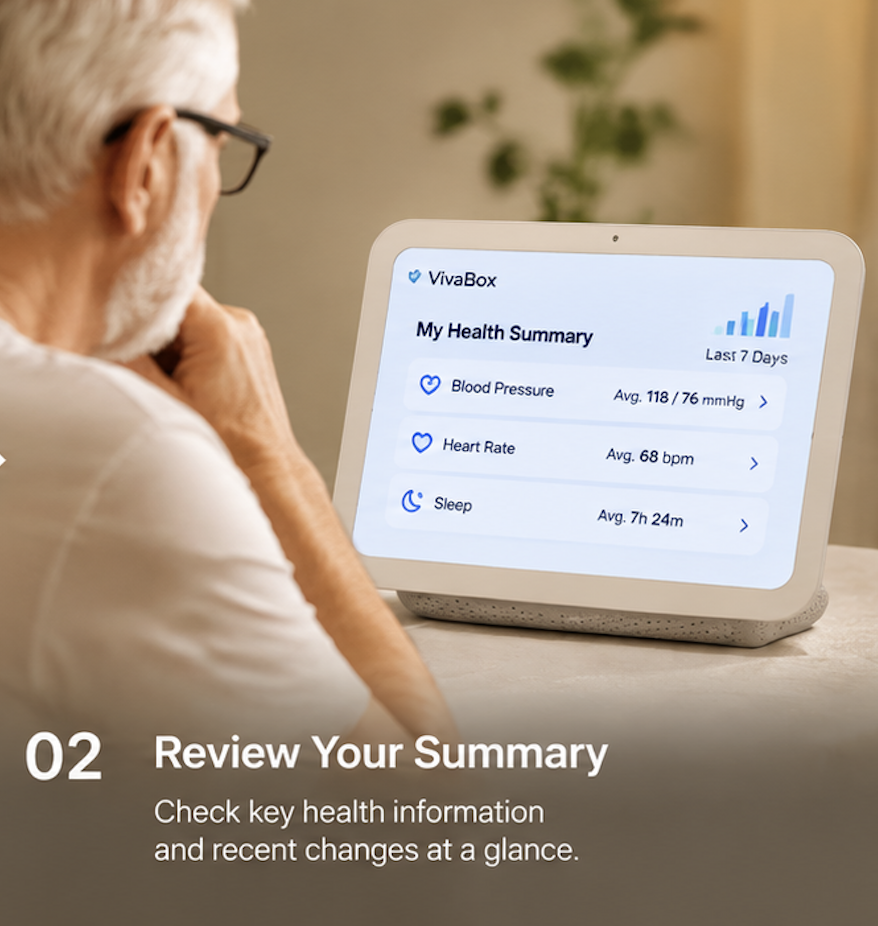 VivaBox
My Health Summary
Last 7 Days
Blood Pressure Avg. 118 / 76 mmHg
Heart Rate Avg. 68 bpm
Sleep Avg. 7h 24m
02 Review Your Summary
Check key health information
and recent changes at a glance.